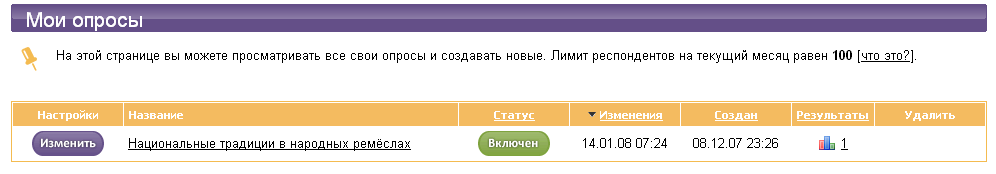 Мои опросы
На этой странице вы можете просматривать все свои опросы и создавать новые. Лимит респондентов на текущий месяц равен 100 [что это?].
Настройки Название Статус Изменения Создан Результаты Удалить
Изменить Национальные традиции в народных ремёслах Включен 14.01.08 07:24 08.12.07 23:26 1